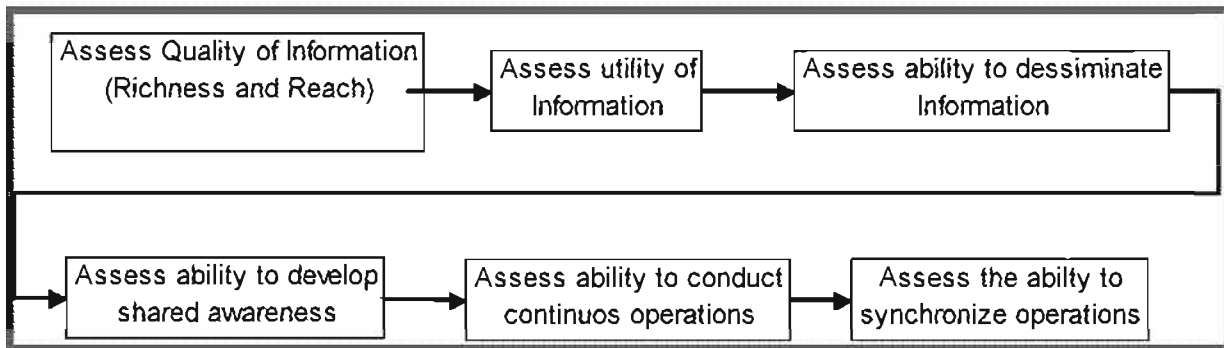 Assess Quality of Information
(Richness and Reach)
Assess utility of
Information
Assess ability to dessiminate
Information
Assess ability to develop
shared awareness
Assess ability to conduct
continuos operations
Assess the abilty to
synchronize operations